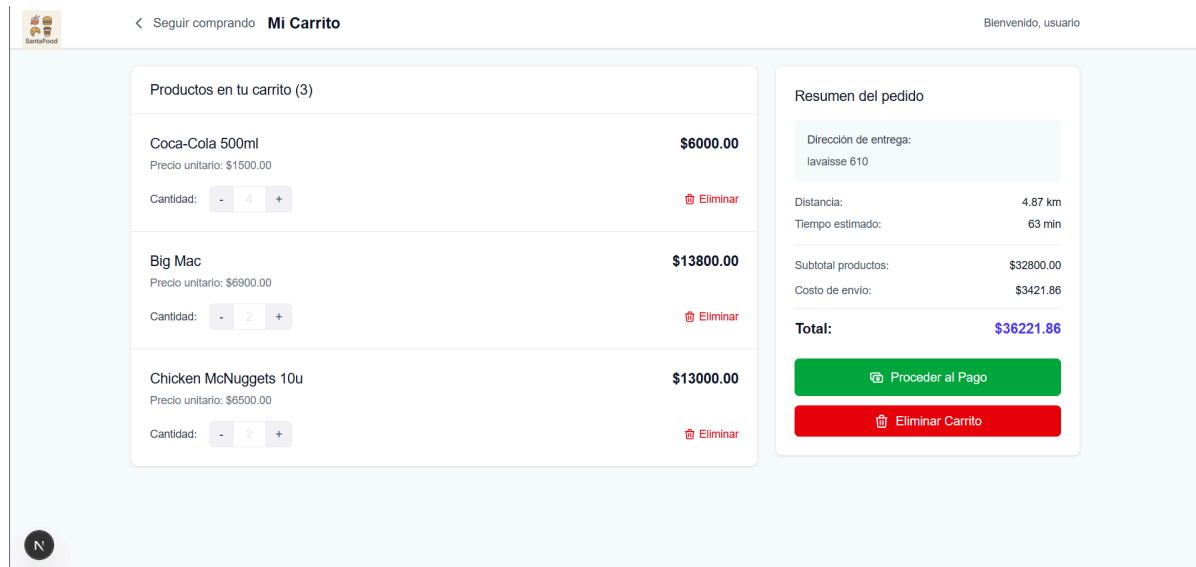 SantaFood
Seguir comprando Mi Carrito
Bienvenido, usuario
Productos en tu carrito (3)
Coca-Cola 500ml $6000.00
Precio unitario: $1500.00
Cantidad: - 4 + Eliminar
Big Mac $13800.00
Precio unitario: $6900.00
Cantidad: - 2 + Eliminar
Chicken McNuggets 10u $13000.00
Precio unitario: $6500.00
Cantidad: - 2 + Eliminar
Resumen del pedido
Dirección de entrega:
lavaisse 610
Distancia: 4.87 km
Tiempo estimado: 63 min
Subtotal productos: $32800.00
Costo de envío: $3421.86
Total: $36221.86
Proceder al Pago
Eliminar Carrito
N